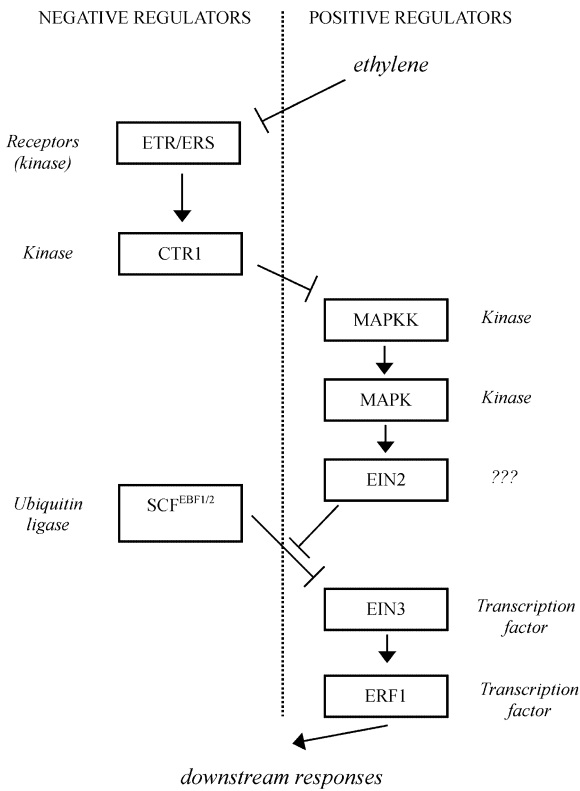 NEGATIVE REGULATORS
POSITIVE REGULATORS
ethylene
Receptors
(kinase)
ETR/ERS
Kinase
CTR1
MAPKK
Kinase
MAPK
Kinase
EIN2
???
Ubiquitin
ligase
SCF^EBF1/2
EIN3
Transcription
factor
ERF1
Transcription
factor
downstream responses